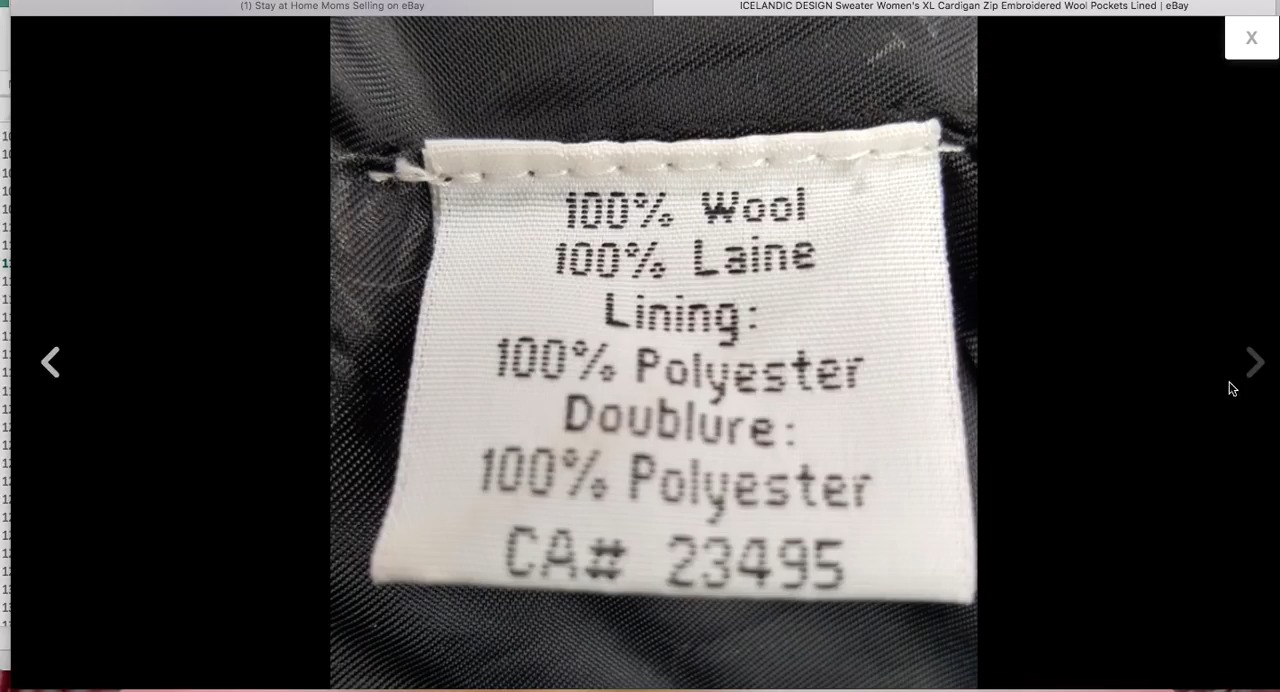 (1) Stay at Home Moms Selling on eBay
ICELANDIC DESIGN Sweater Women's XL Cardigan Zip Embroidered Wool Pockets Lined | eBay
X
100% Wool
100% Laine
Lining:
100% Polyester
Doublure:
100% Polyester
CA# 23495